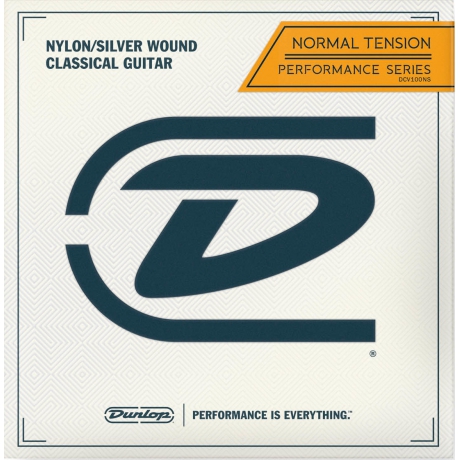 NYLON/SILVER WOUND
CLASSICAL GUITAR
NORMAL TENSION
PERFORMANCE SERIES
DCV100NS
D
®
Dunlop
PERFORMANCE IS EVERYTHING.™